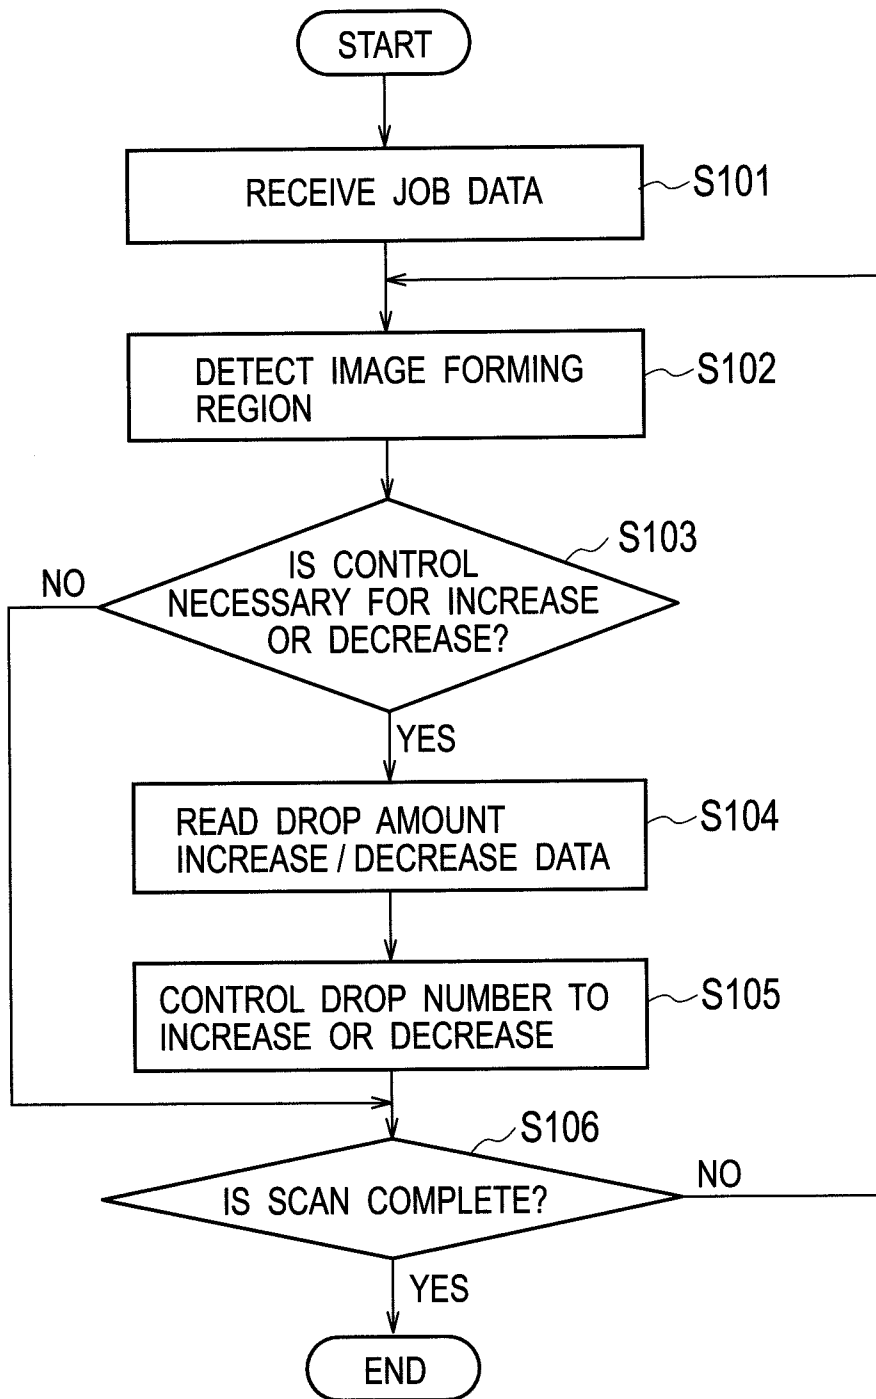 START
RECEIVE JOB DATA
S101
DETECT IMAGE FORMING
REGION
S102
IS CONTROL
NECESSARY FOR INCREASE
OR DECREASE?
S103
NO
YES
READ DROP AMOUNT
INCREASE / DECREASE DATA
S104
CONTROL DROP NUMBER TO
INCREASE OR DECREASE
S105
IS SCAN COMPLETE?
S106
NO
YES
END